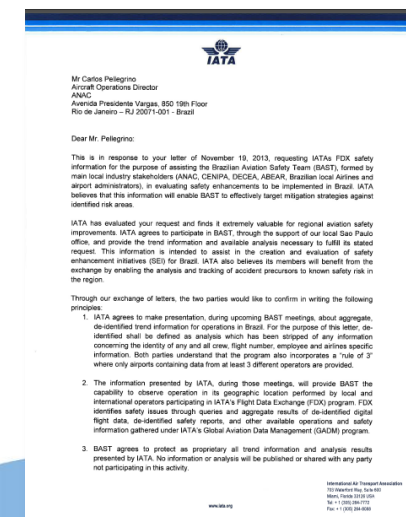 IATA
Mr Carlos Pellegrino
Aircraft Operations Director
ANAC
Avenida Presidente Vargas, 850 19th Floor
Rio de Janeiro – RJ 20071-001 - Brazil
Dear Mr. Pellegrino:
This is in response to your letter of November 19, 2013, requesting IATAs FDX safety
information for the purpose of assisting the Brazilian Aviation Safety Team (BAST), formed by
main local industry stakeholders (ANAC, CENIPA, DECEA, ABEAR, Brazilian local Airlines and
airport administrators), in evaluating safety enhancements to be implemented in Brazil. IATA
believes that this information will enable BAST to effectively target mitigation strategies against
identified risk areas.
IATA has evaluated your request and finds it extremely valuable for regional aviation safety
improvements. IATA agrees to participate in BAST, through the support of our local Sao Paulo
office, and provide the trend information and available analysis necessary to fulfill its stated
request. This information is intended to assist in the creation and evaluation of safety
enhancement initiatives (SEI) for Brazil. IATA also believes its members will benefit from the
exchange by enabling the analysis and tracking of accident precursors to known safety risk in
the region.
Through our exchange of letters, the two parties would like to confirm in writing the following
principles:
1. IATA agrees to make presentation, during upcoming BAST meetings, about aggregate,
de-identified trend information for operations in Brazil. For the purpose of this letter, de-
identified shall be defined as analysis which has been stripped of any information
concerning the identity of any and all crew, flight number, employee and airlines specific
information. Both parties understand that the program also incorporates a "rule of 3"
where only airports containing data from at least 3 different operators are provided.
2. The information presented by IATA, during those meetings, will provide BAST the
capability to observe operation in its geographic location performed by local and
international operators participating in IATA's Flight Data Exchange (FDX) program. FDX
identifies safety issues through queries and aggregate results of de-identified digital
flight data, de-identified safety reports, and other available operations and safety
information gathered under IATA's Global Aviation Data Management (GADM) program.
3. BAST agrees to protect as proprietary all trend information and analysis results
presented by IATA. No information or analysis will be published or shared with any party
not participating in this activity.
www.iata.org
International Air Transport Association
Miami, Florida 33126 USA